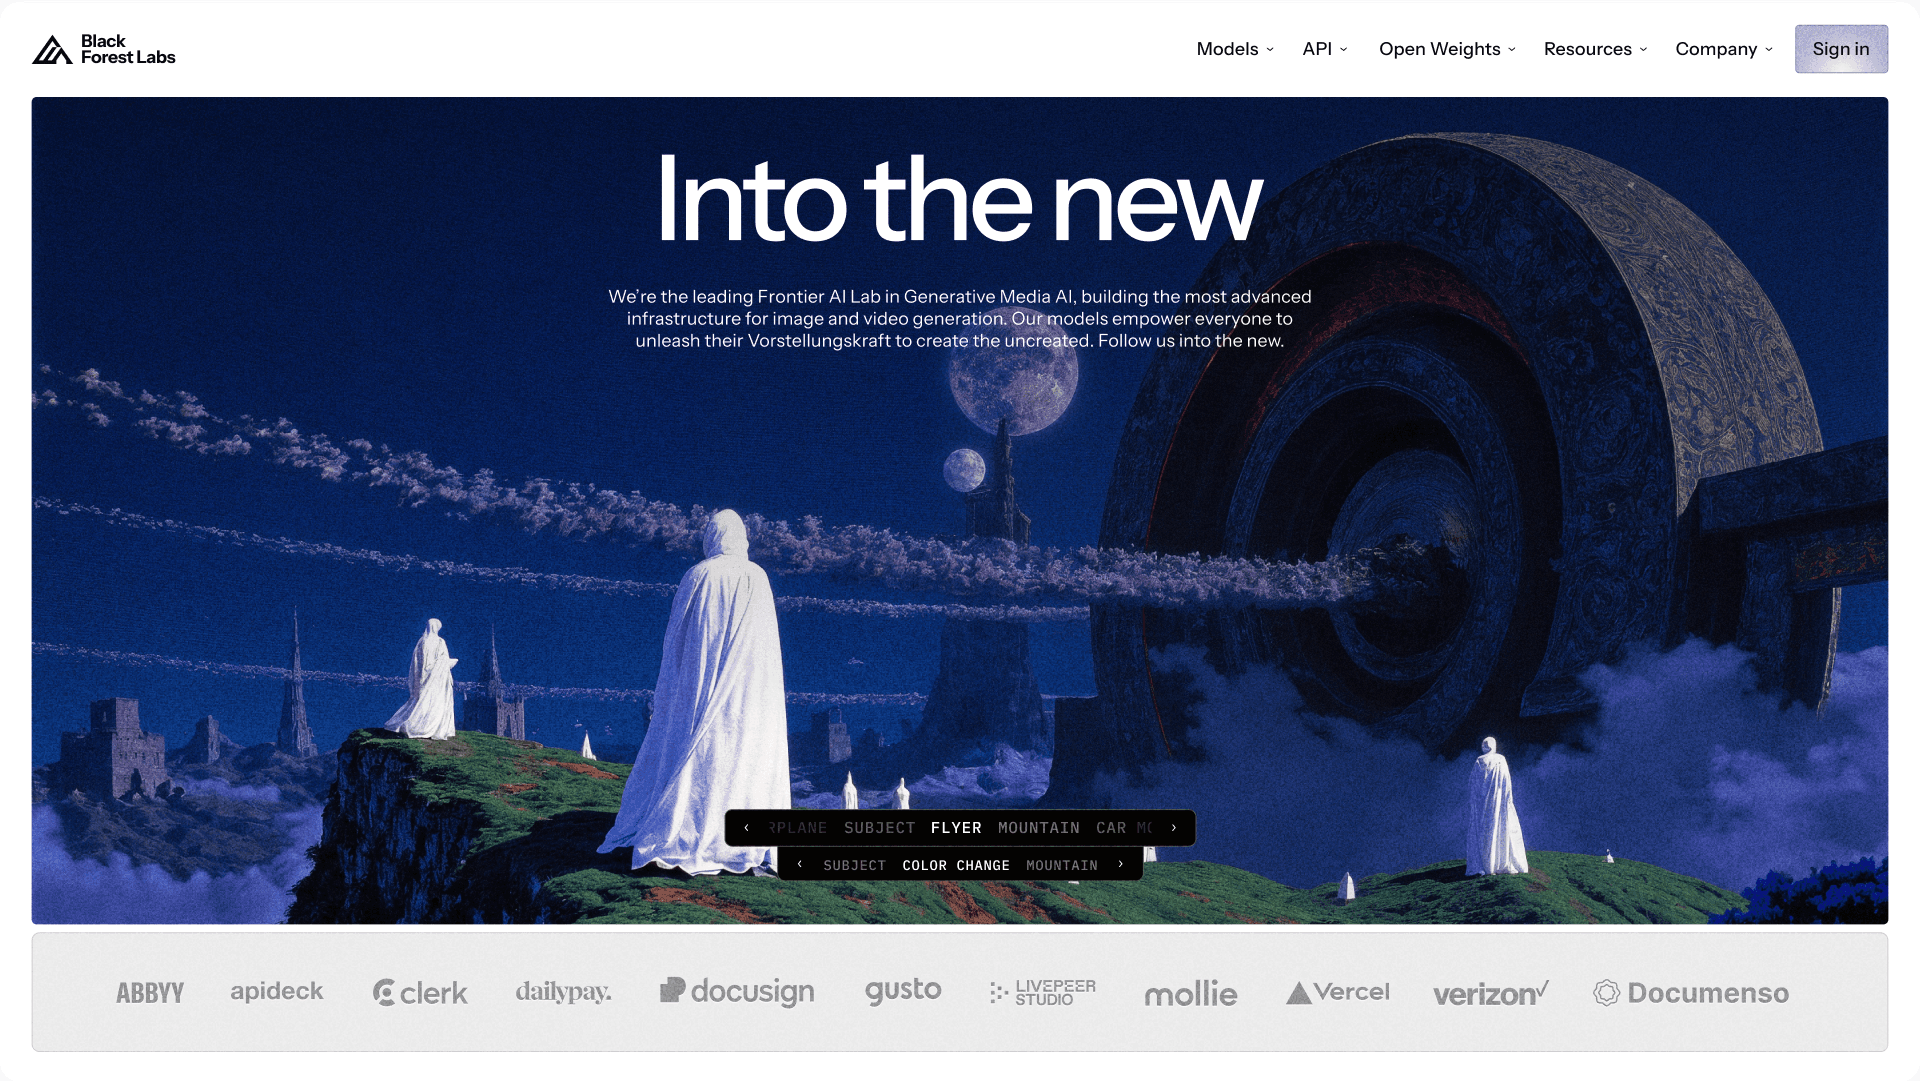 Black
Forest Labs
Models
API
Open Weights
Resources
Company
Sign in
Into the new
We're the leading Frontier AI Lab in Generative Media AI, building the most advanced
infrastructure for image and video generation. Our models empower everyone to
unleash their Vorstellungskraft to create the uncreated. Follow us into the new.
RPLANE SUBJECT FLYER MOUNTAIN CAR MO
SUBJECT COLOR CHANGE MOUNTAIN
ABBYY
apideck
clerk
dailypay.
docusign
gusto
LIVEPEER
STUDIO
mollie
Vercel
verizon
Documenso